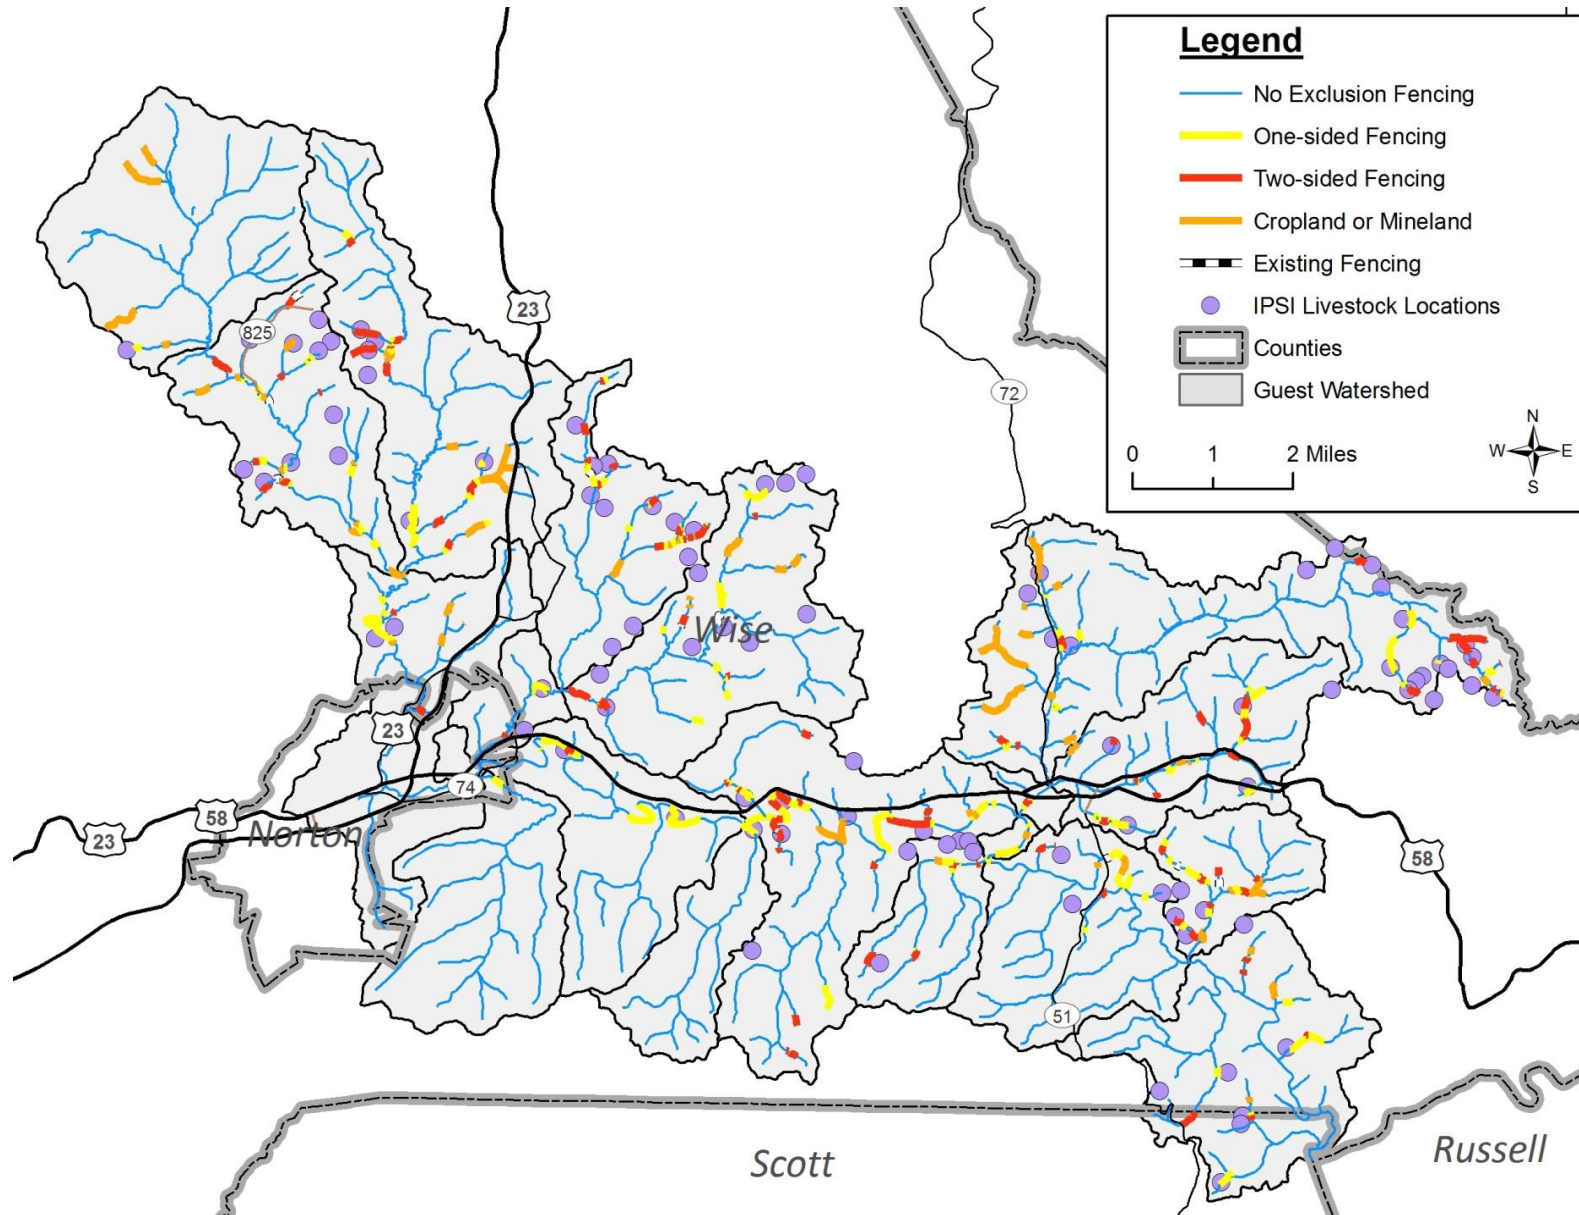 Legend
No Exclusion Fencing
One-sided Fencing
Two-sided Fencing
Cropland or Mineland
Existing Fencing
IPSI Livestock Locations
Counties
Guest Watershed
0 1 2 Miles
N
W E
S
23
825
72
Wise
23
74
58
23
Norton
58
51
Scott
Russell